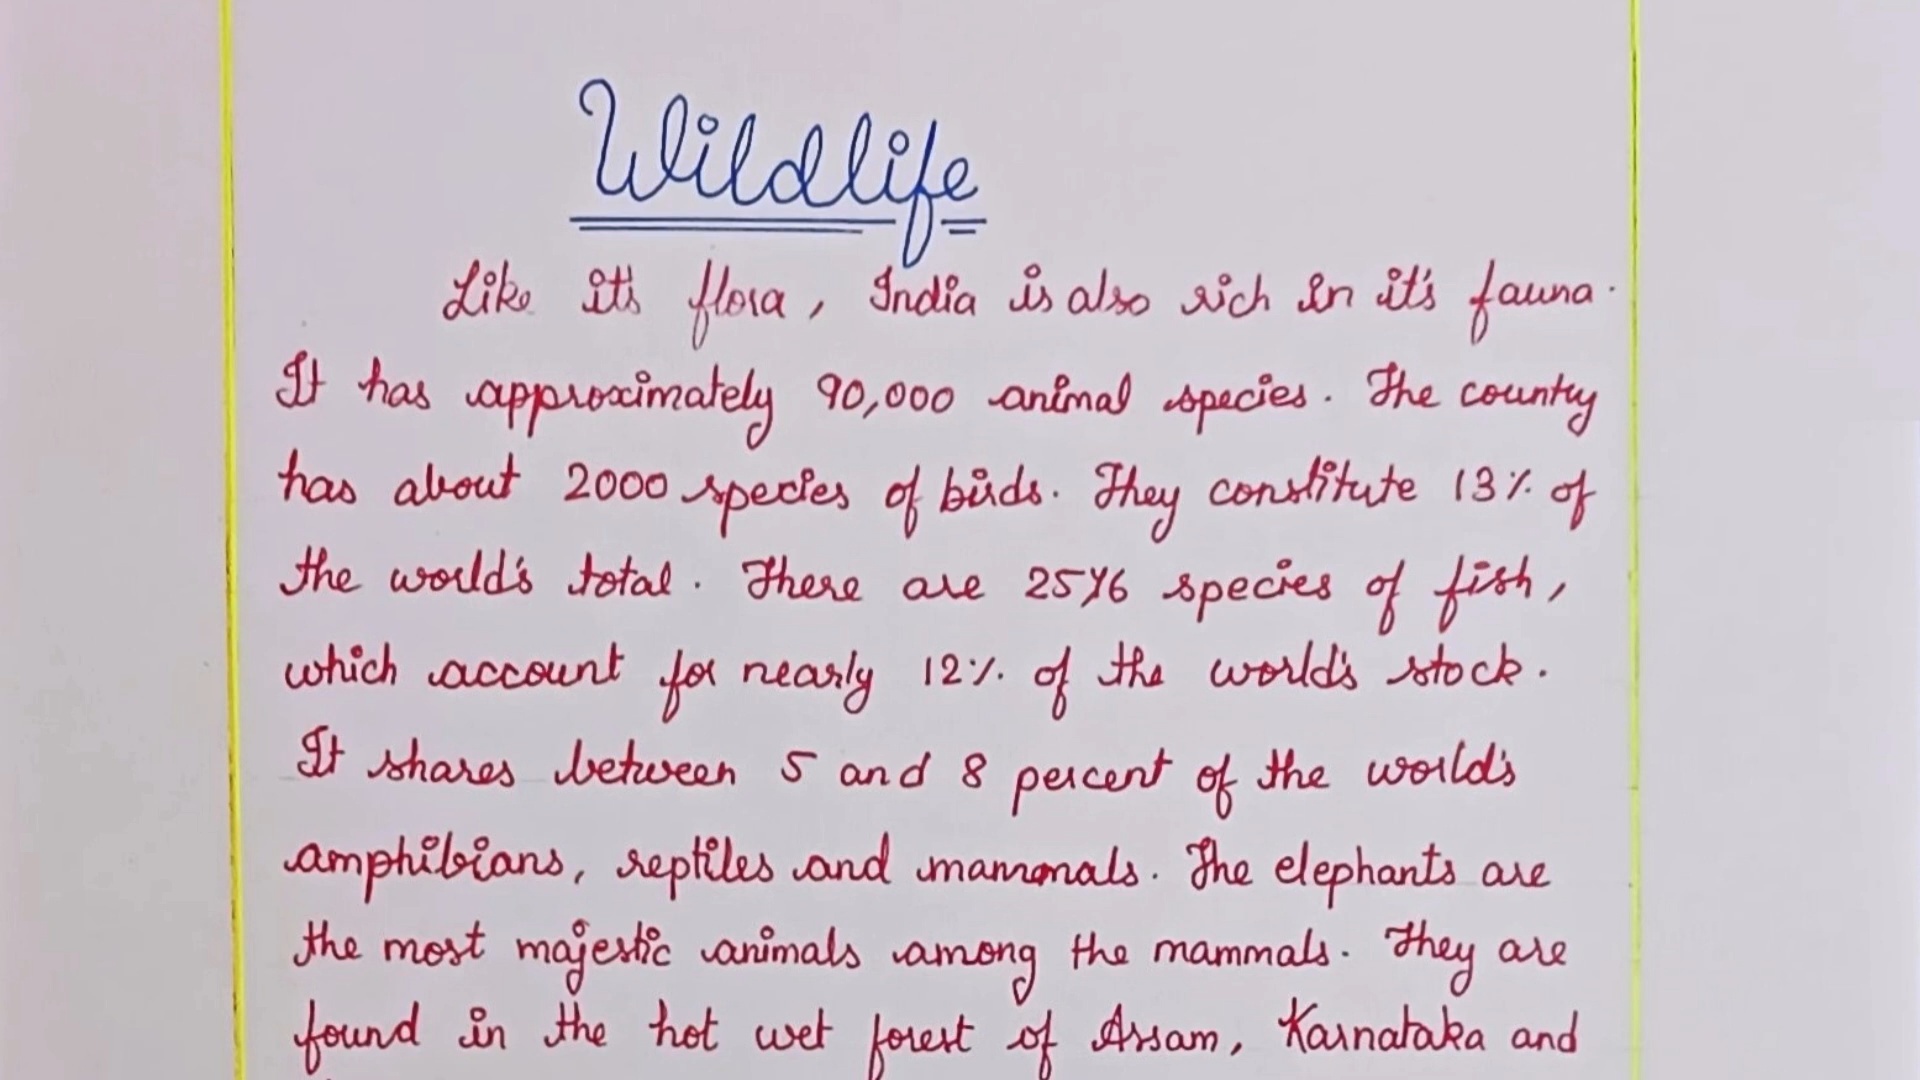 Wildlife
Like it's flora, India is also rich in it's fauna.
It has approximately 90,000 animal species. The country
has about 2000 species of birds. They constitute 13% of
the world's total. There are 2546 species of fish,
which account for nearly 12% of the world's stock.
It shares between 5 and 8 percent of the world's
amphibians, reptiles and mammals. The elephants are
the most majestic animals among the mammals. They are
found in the hot wet forest of Assam, Karnataka and